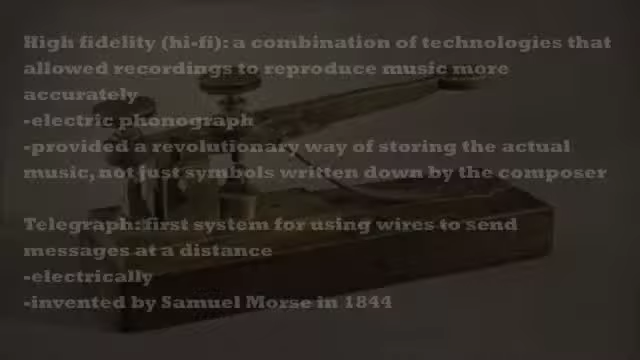 High fidelity (hi-fi): a combination of technologies that
allowed recordings to reproduce music more
accurately
-electric phonograph
-provided a revolutionary way of storing the actual
music, not just symbols written down by the composer
Telegraph: first system for using wires to send
messages at a distance
-electrically
-invented by Samuel Morse in 1844